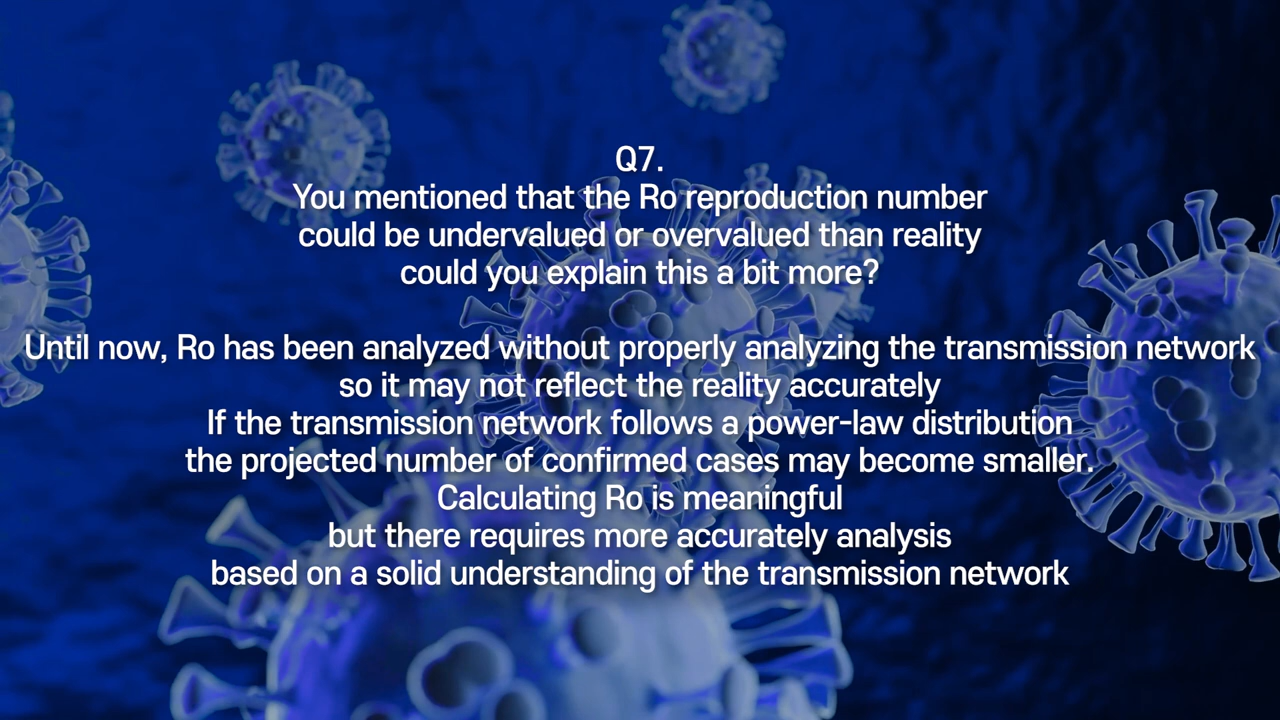 Q7.
You mentioned that the Ro reproduction number
could be undervalued or overvalued than reality
could you explain this a bit more?
Until now, Ro has been analyzed without properly analyzing the transmission network
so it may not reflect the reality accurately
If the transmission network follows a power-law distribution
the projected number of confirmed cases may become smaller.
Calculating Ro is meaningful
but there requires more accurately analysis
based on a solid understanding of the transmission network